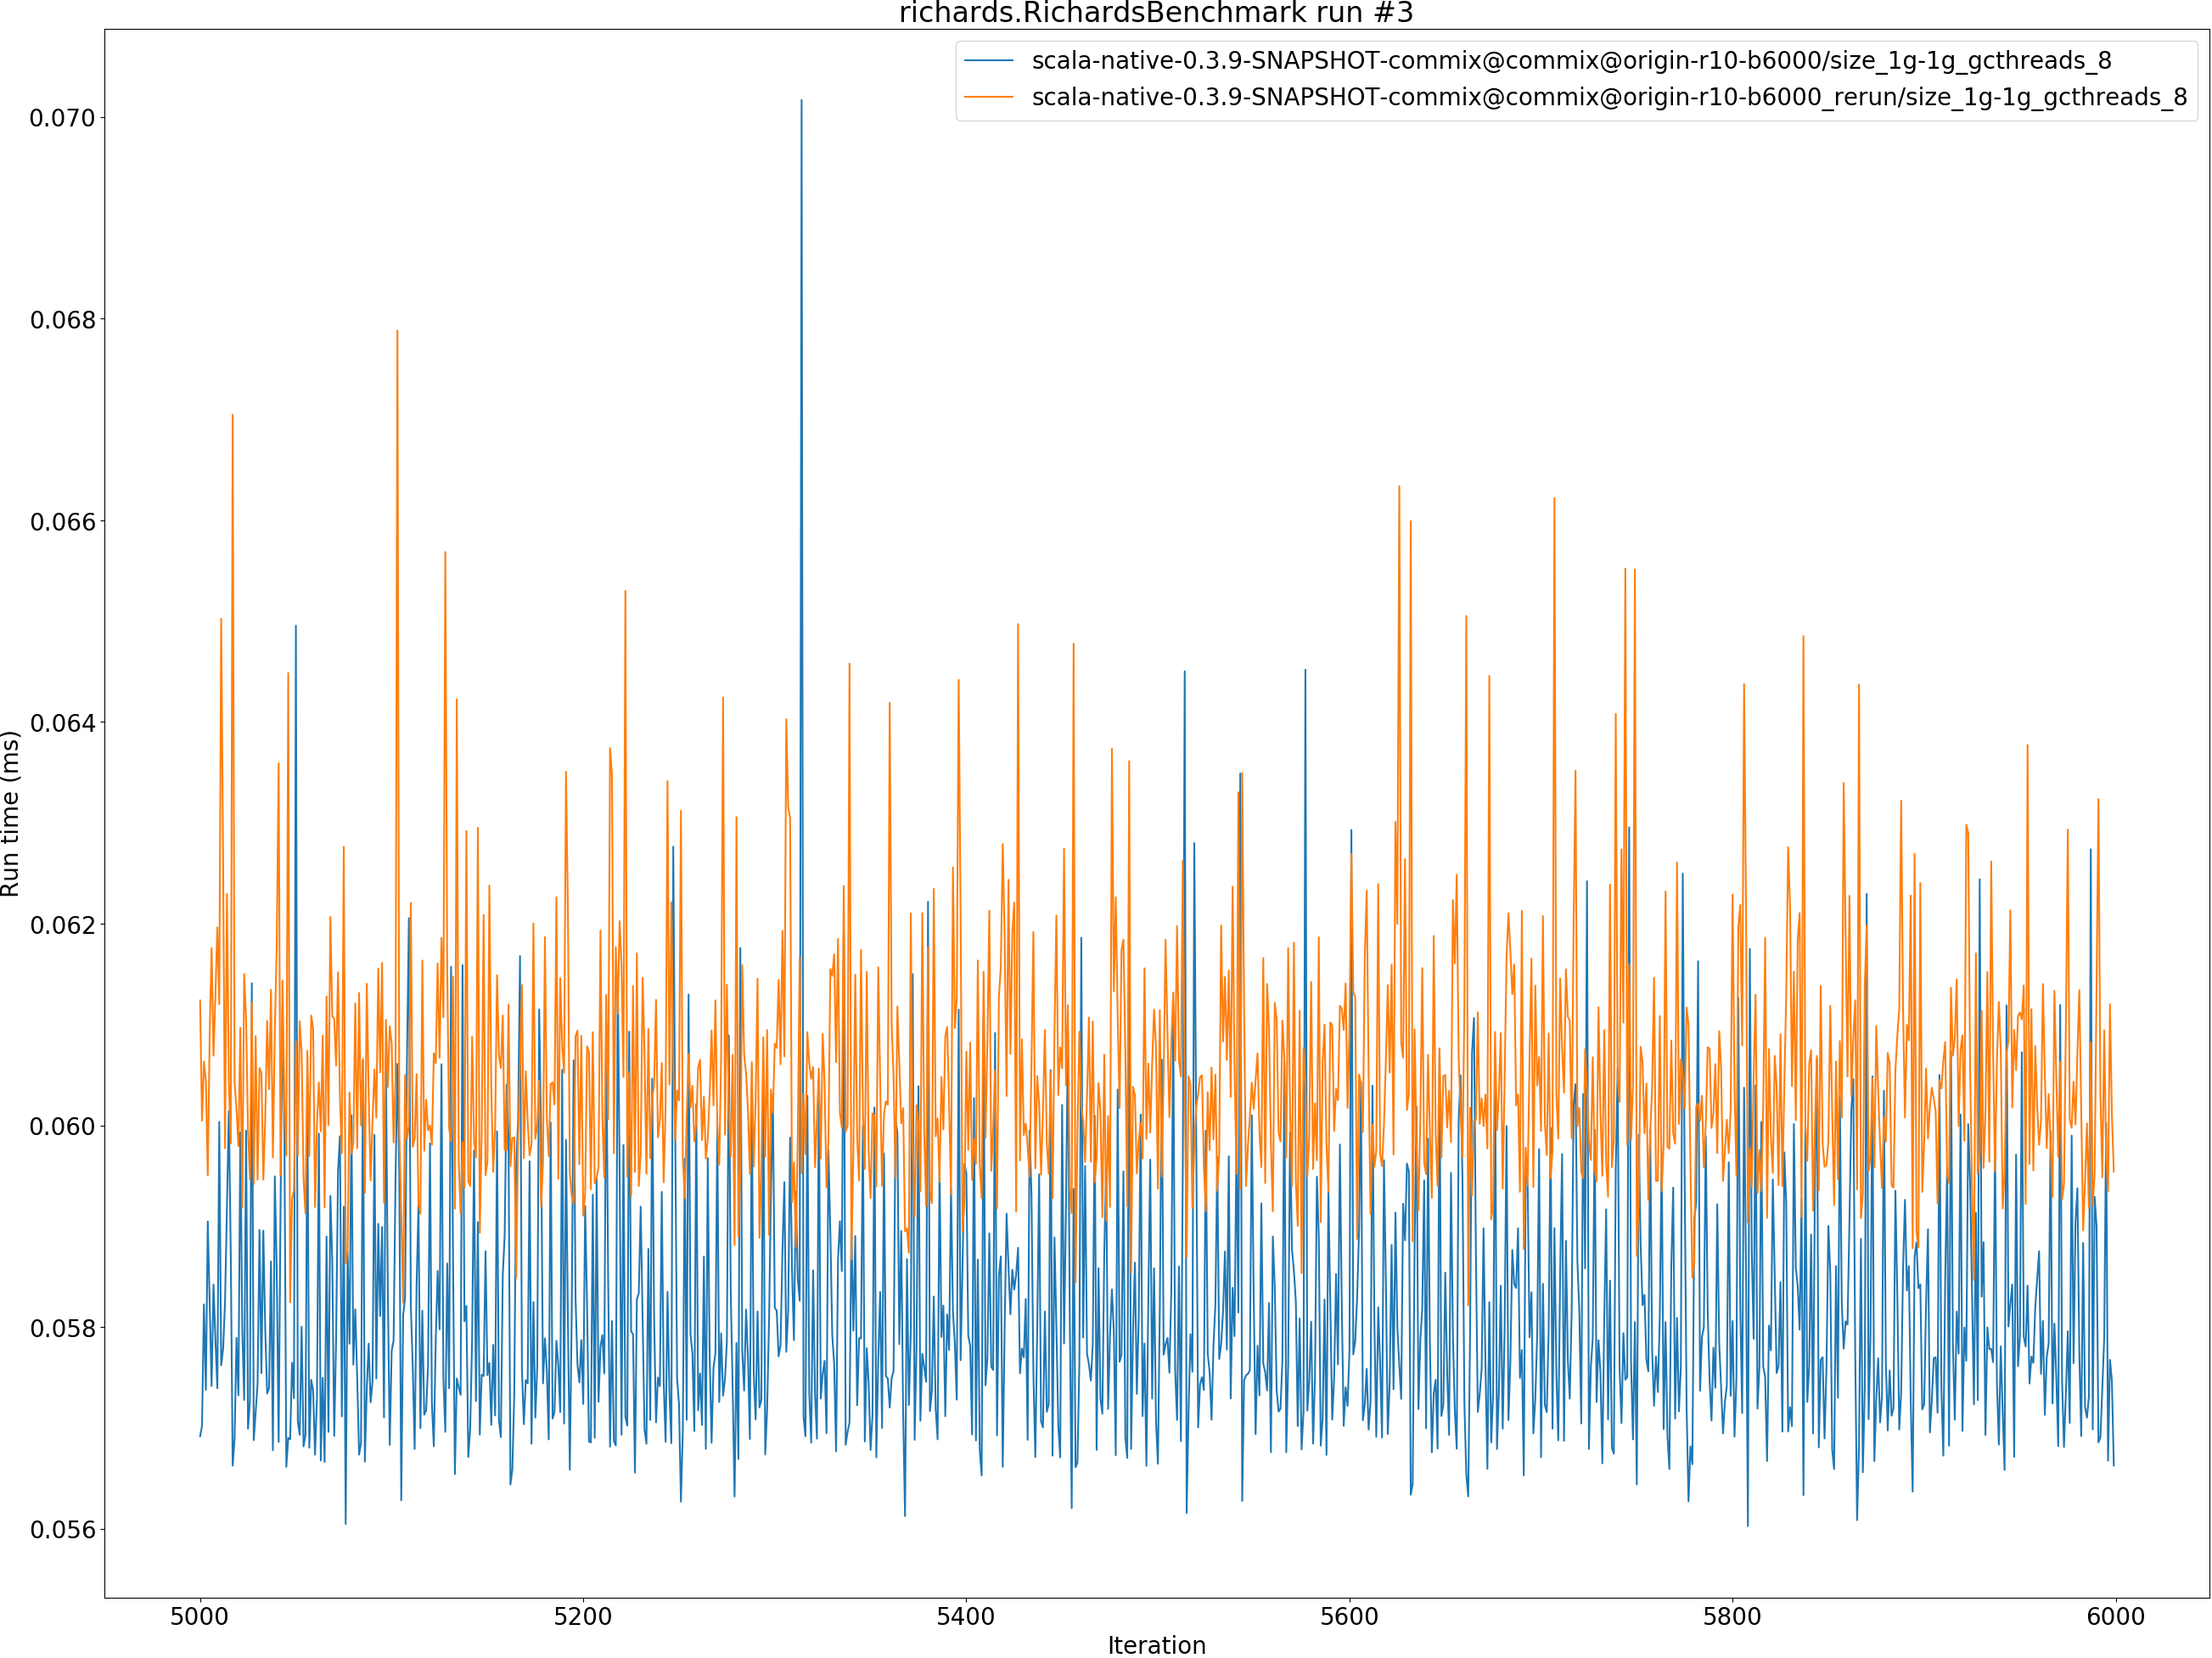 richards.RichardsBenchmark run #3
scala-native-0.3.9-SNAPSHOT-commix@commix@origin-r10-b6000/size_1g-1g_gcthreads_8
scala-native-0.3.9-SNAPSHOT-commix@commix@origin-r10-b6000_rerun/size_1g-1g_gcthreads_8
0.070
0.068
0.066
0.064
0.062
0.060
0.058
0.056
Run time (ms)
5000 5200 5400 5600 5800 6000
Iteration